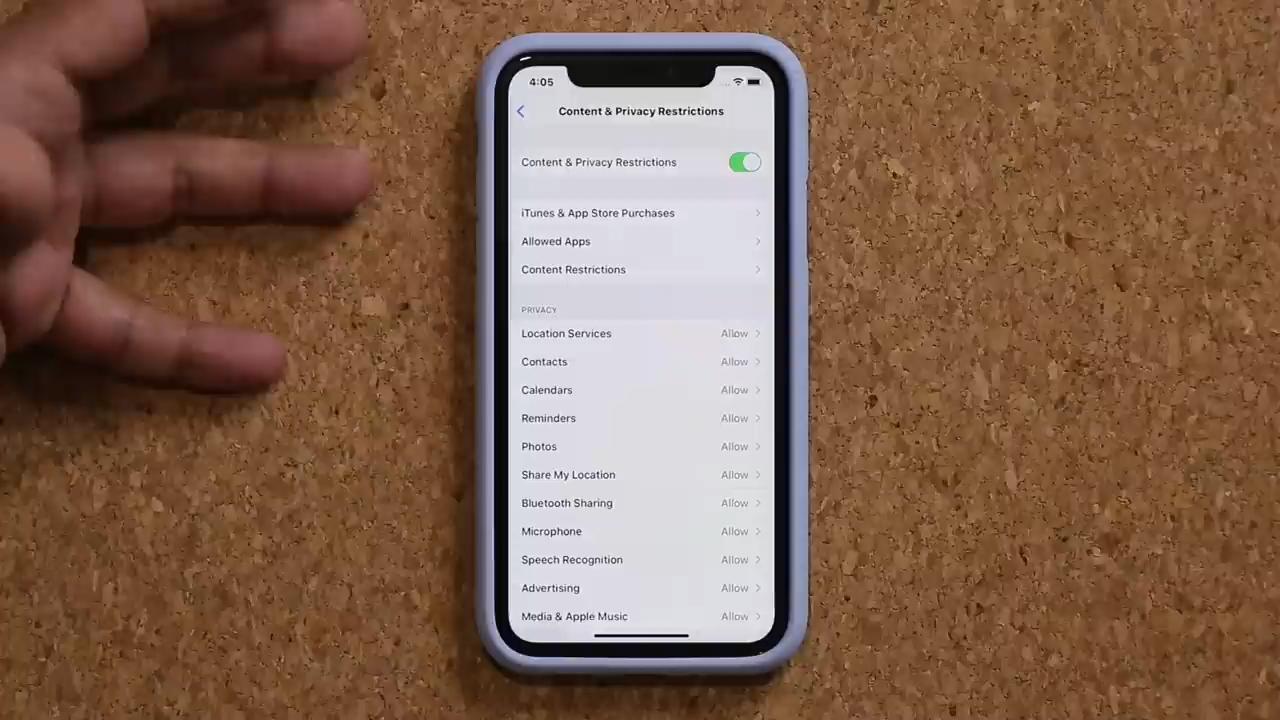 4:05
Content & Privacy Restrictions
Content & Privacy Restrictions
iTunes & App Store Purchases
Allowed Apps
Content Restrictions
PRIVACY
Location Services Allow
Contacts Allow
Calendars Allow
Reminders Allow
Photos Allow
Share My Location Allow
Bluetooth Sharing Allow
Microphone Allow
Speech Recognition Allow
Advertising Allow
Media & Apple Music Allow